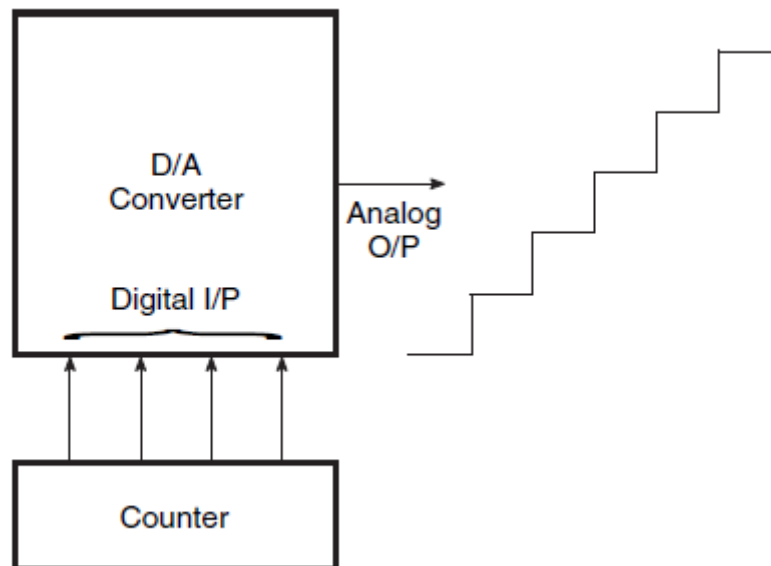 D/A
Converter
Analog
O/P
Digital I/P
Counter